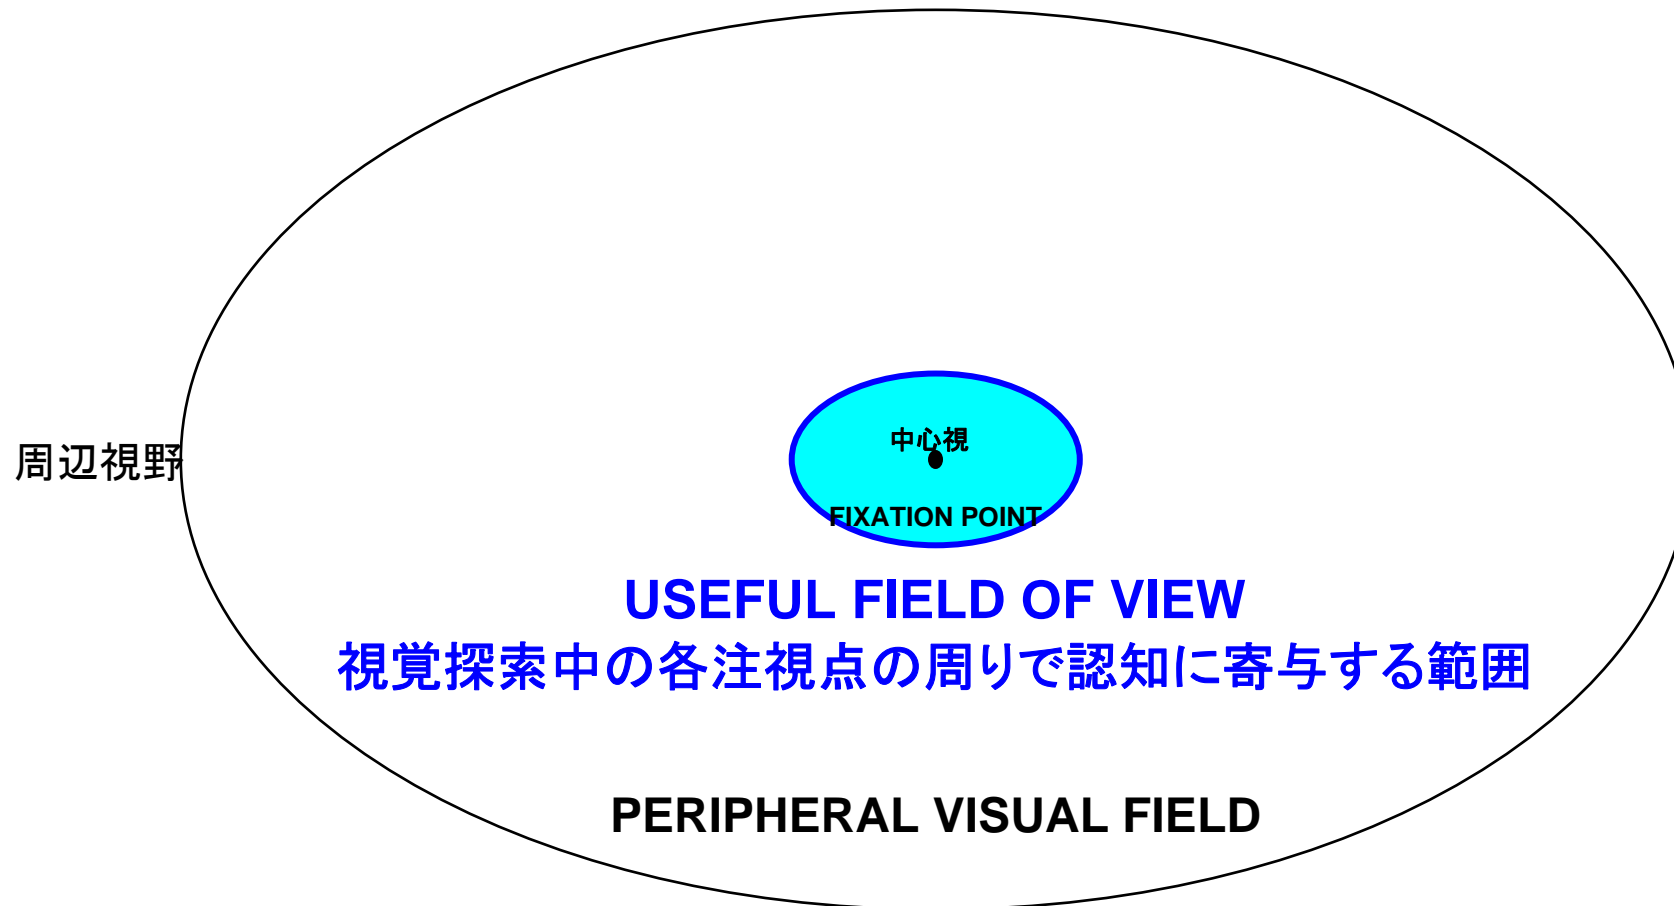 中心視
周辺視野
FIXATION POINT
USEFUL FIELD OF VIEW
視覚探索中の各注視点の周りで認知に寄与する範囲
PERIPHERAL VISUAL FIELD